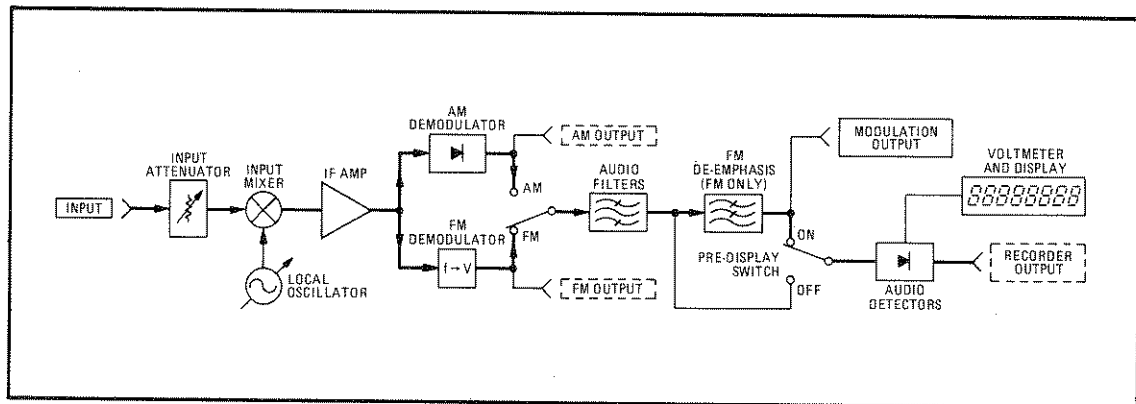 INPUT
INPUT
ATTENUATOR
INPUT
MIXER
LOCAL
OSCILLATOR
IF AMP
AM
DEMODULATOR
AM OUTPUT
AM
FM
FM
DEMODULATOR
f→V
FM OUTPUT
AUDIO
FILTERS
FM
DE-EMPHASIS
(FM ONLY)
MODULATION
OUTPUT
ON
PRE-DISPLAY
SWITCH
OFF
VOLTMETER
AND DISPLAY
00000000
AUDIO
DETECTORS
RECORDER
OUTPUT